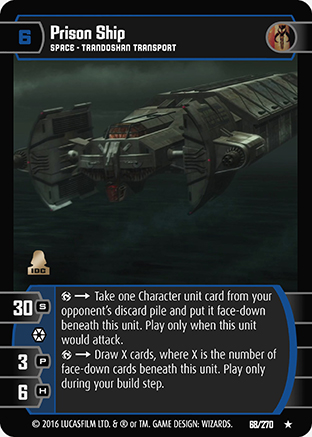 6
Prison Ship
SPACE - TRANDOSHAN TRANSPORT
IDC
30 S
3 P
6 H
→ Take one Character unit card from your
opponent's discard pile and put it face-down
beneath this unit. Play only when this unit
would attack.
→ Draw X cards, where X is the number of
face-down cards beneath this unit. Play only
during your build step.
© 2016 LUCASFILM LTD. & ® or TM. GAME DESIGN: WIZARDS.
68/270 ★